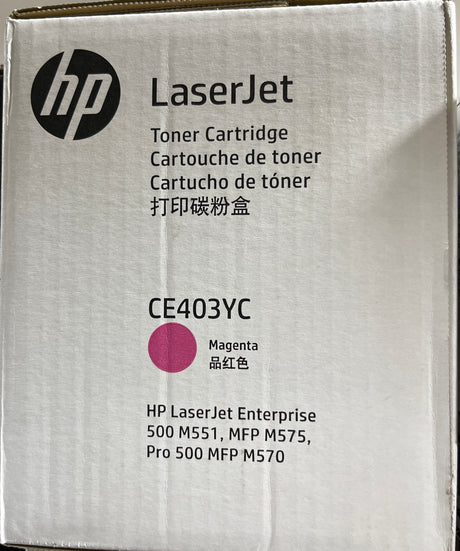 hp
LaserJet
Toner Cartridge
Cartouche de toner
Cartucho de tóner
打印碳粉盒
CE403YC
Magenta
品红色
HP LaserJet Enterprise
500 M551, MFP M575,
Pro 500 MFP M570